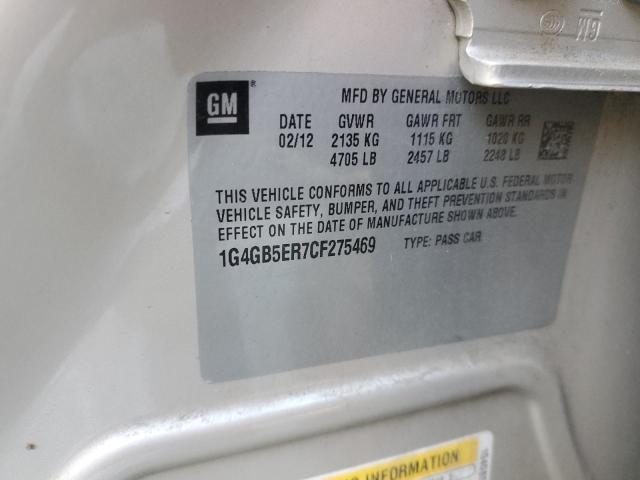 GM
GM ®
MFD BY GENERAL MOTORS LLC
DATE GVWR GAWR FRT GAWR RR
02/12 2135 KG 1115 KG 1020 KG
4705 LB 2457 LB 2248 LB
THIS VEHICLE CONFORMS TO ALL APPLICABLE U.S. FEDERAL MOTOR
VEHICLE SAFETY, BUMPER, AND THEFT PREVENTION STANDARDS IN
EFFECT ON THE DATE OF MANUFACTURE SHOWN ABOVE.
1G4GB5ER7CF275469 TYPE: PASS CAR
INFORMATION